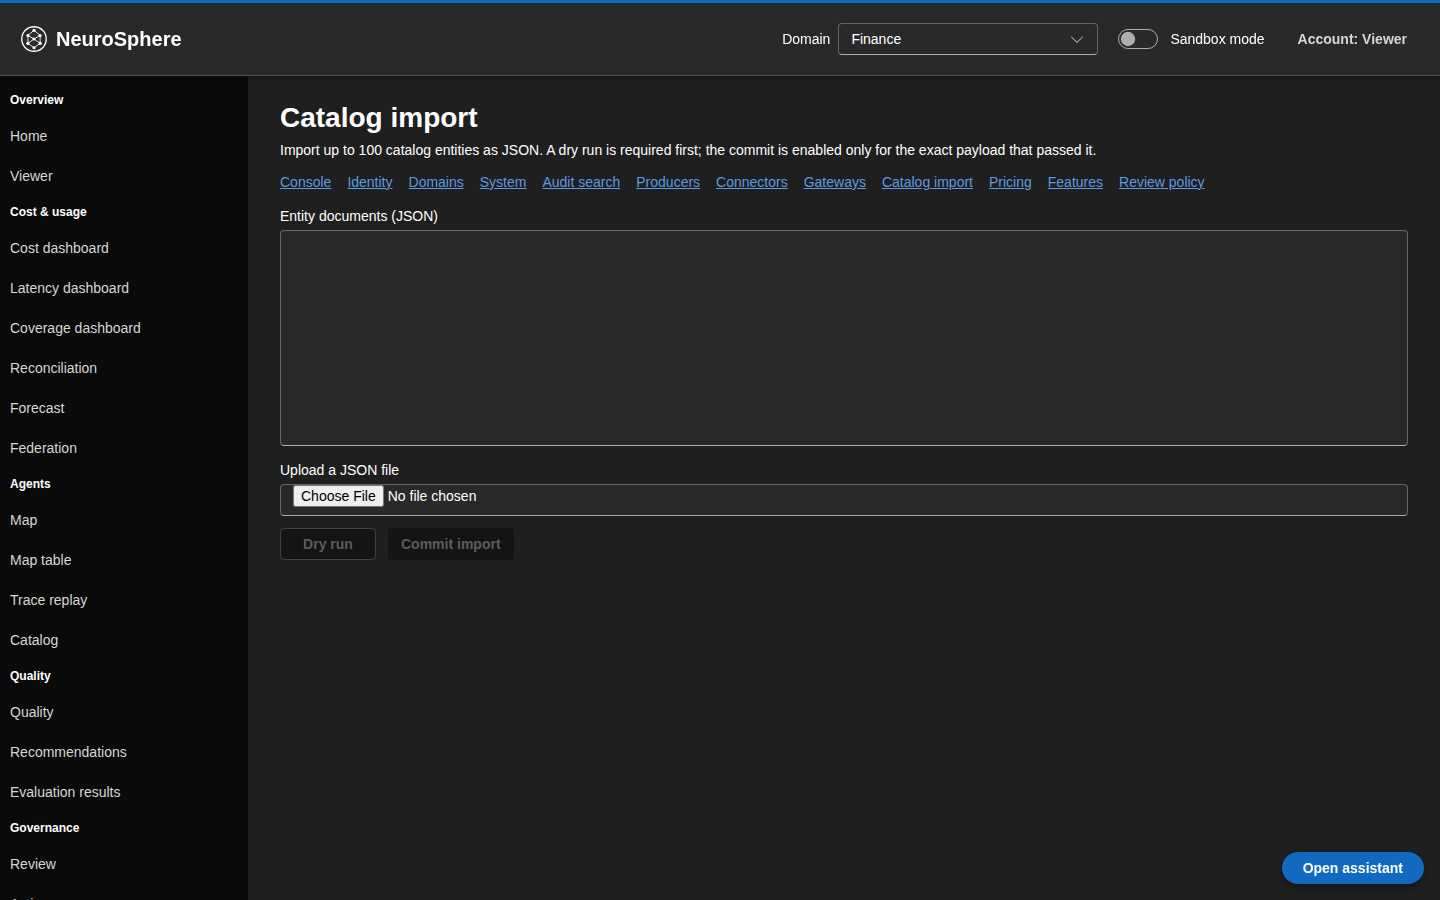 NeuroSphere
Domain
Finance
Sandbox mode
Account: Viewer
Overview
Home
Viewer
Cost & usage
Cost dashboard
Latency dashboard
Coverage dashboard
Reconciliation
Forecast
Federation
Agents
Map
Map table
Trace replay
Catalog
Quality
Quality
Recommendations
Evaluation results
Governance
Review
Catalog import
Import up to 100 catalog entities as JSON. A dry run is required first; the commit is enabled only for the exact payload that passed it.
Console Identity Domains System Audit search Producers Connectors Gateways Catalog import Pricing Features Review policy
Entity documents (JSON)
Upload a JSON file
Choose File No file chosen
Dry run
Commit import
Open assistant